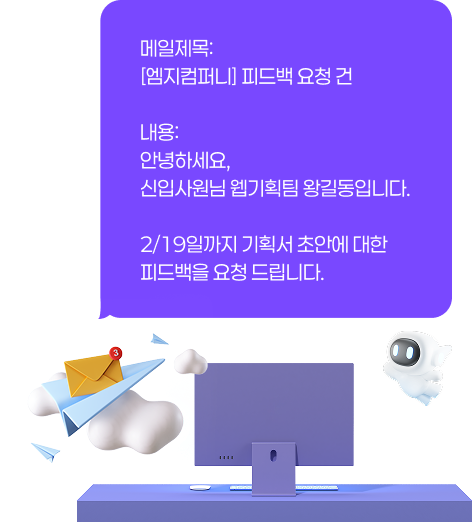 메일제목:
[엠지컴퍼니] 피드백 요청 건
내용:
안녕하세요,
신입사원님 웹기획팀 왕길동입니다.
2/19일까지 기획서 초안에 대한
피드백을 요청 드립니다.
3